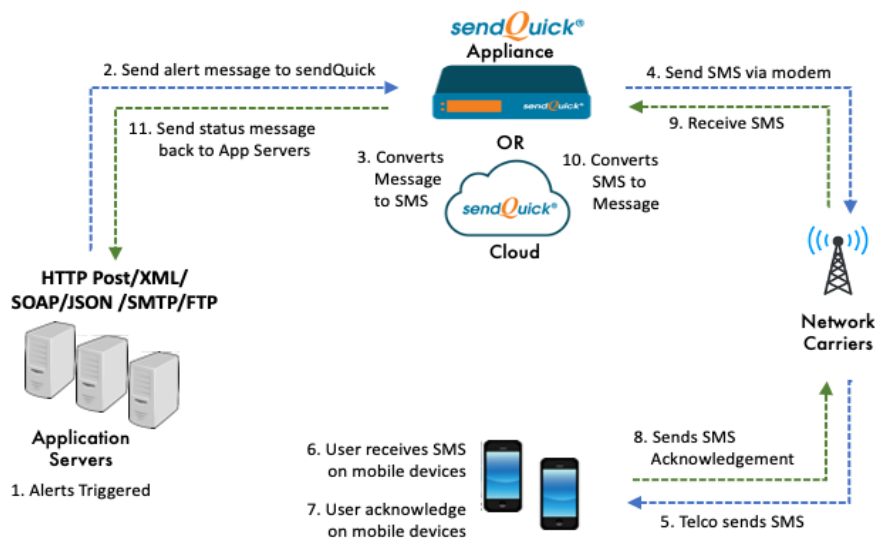 sendQuick®
Appliance
2. Send alert message to sendQuick
4. Send SMS via modem
sendQuick®
11. Send status message
back to App Servers
9. Receive SMS
OR
3. Converts
Message
to SMS
10. Converts
SMS to
Message
sendQuick®
Cloud
HTTP Post/XML/
SOAP/JSON /SMTP/FTP
Network
Carriers
Application
Servers
1. Alerts Triggered
6. User receives SMS
on mobile devices
7. User acknowledge
on mobile devices
8. Sends SMS
Acknowledgement
5. Telco sends SMS